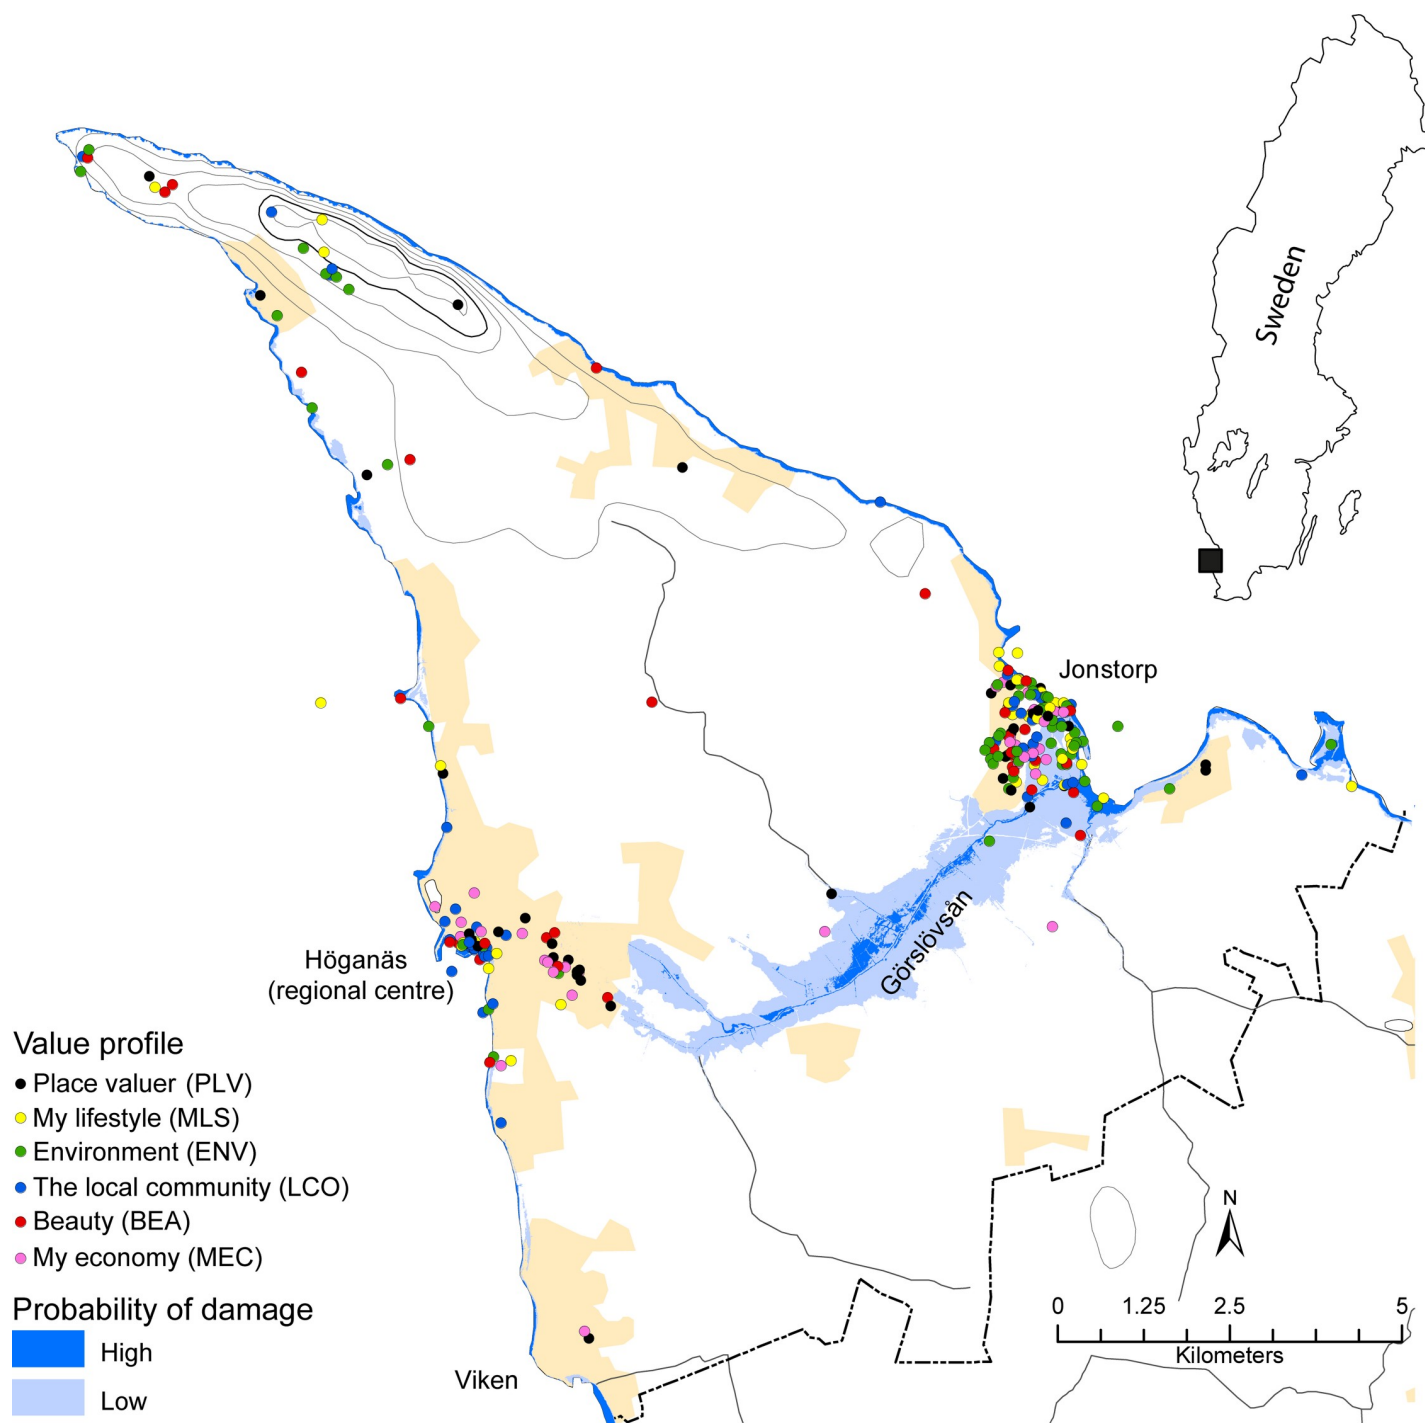 Sweden
Jonstorp
Görslövsån
Höganäs
(regional centre)
Value profile
Place valuer (PLV)
My lifestyle (MLS)
Environment (ENV)
The local community (LCO)
Beauty (BEA)
My economy (MEC)
Probability of damage
High
Low
Viken
N
0 1.25 2.5 5
Kilometers